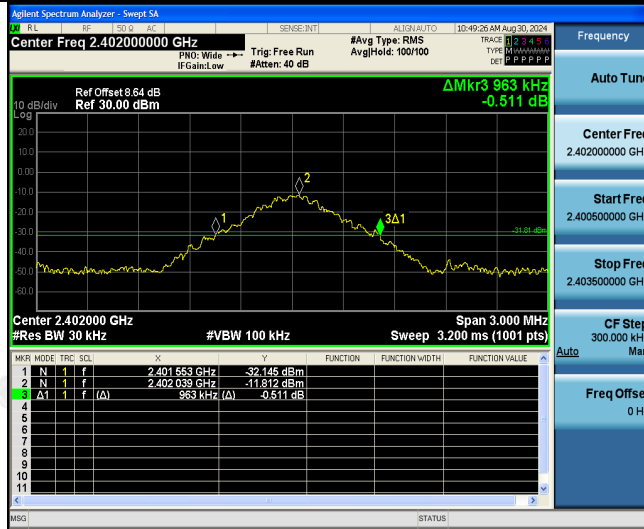 Agilent Spectrum Analyzer - Swept SA
LXI RL RF 50 Ω AC SENSE:INT ALIGN AUTO 10:49:26 AM Aug 30, 2024
Center Freq 2.402000000 GHz
PNO: Wide
IFGain:Low
Trig: Free Run
#Atten: 40 dB
#Avg Type: RMS
Avg|Hold: 100/100
TRACE 1 2 3 4 5 6
TYPE M
DET P P P P P P
Ref Offset 8.64 dB
Ref 30.00 dBm
10 dB/div
Log
ΔMkr3 963 kHz
-0.511 dB
20.0
10.0
0.00
-10.0
-20.0
-30.0
-40.0
-50.0
-60.0
1
2
3Δ1
-31.81 dBm
Center 2.402000 GHz
Span 3.000 MHz
#Res BW 30 kHz
#VBW 100 kHz
Sweep 3.200 ms (1001 pts)
MKR MODE TRC SCL X Y FUNCTION FUNCTION WIDTH FUNCTION VALUE
1 N 1 f 2.401 553 GHz -32.145 dBm
2 N 1 f 2.402 039 GHz -11.812 dBm
3 Δ1 1 f (Δ) 963 kHz (Δ) -0.511 dB
4
5
6
7
8
9
10
11
MSG
STATUS
Frequency
Auto Tun
Center Fre
2.402000000 GH
Start Fre
2.400500000 GH
Stop Fre
2.403500000 GH
CF Step
300.000 kH
Auto Ma
Freq Offse
0 H